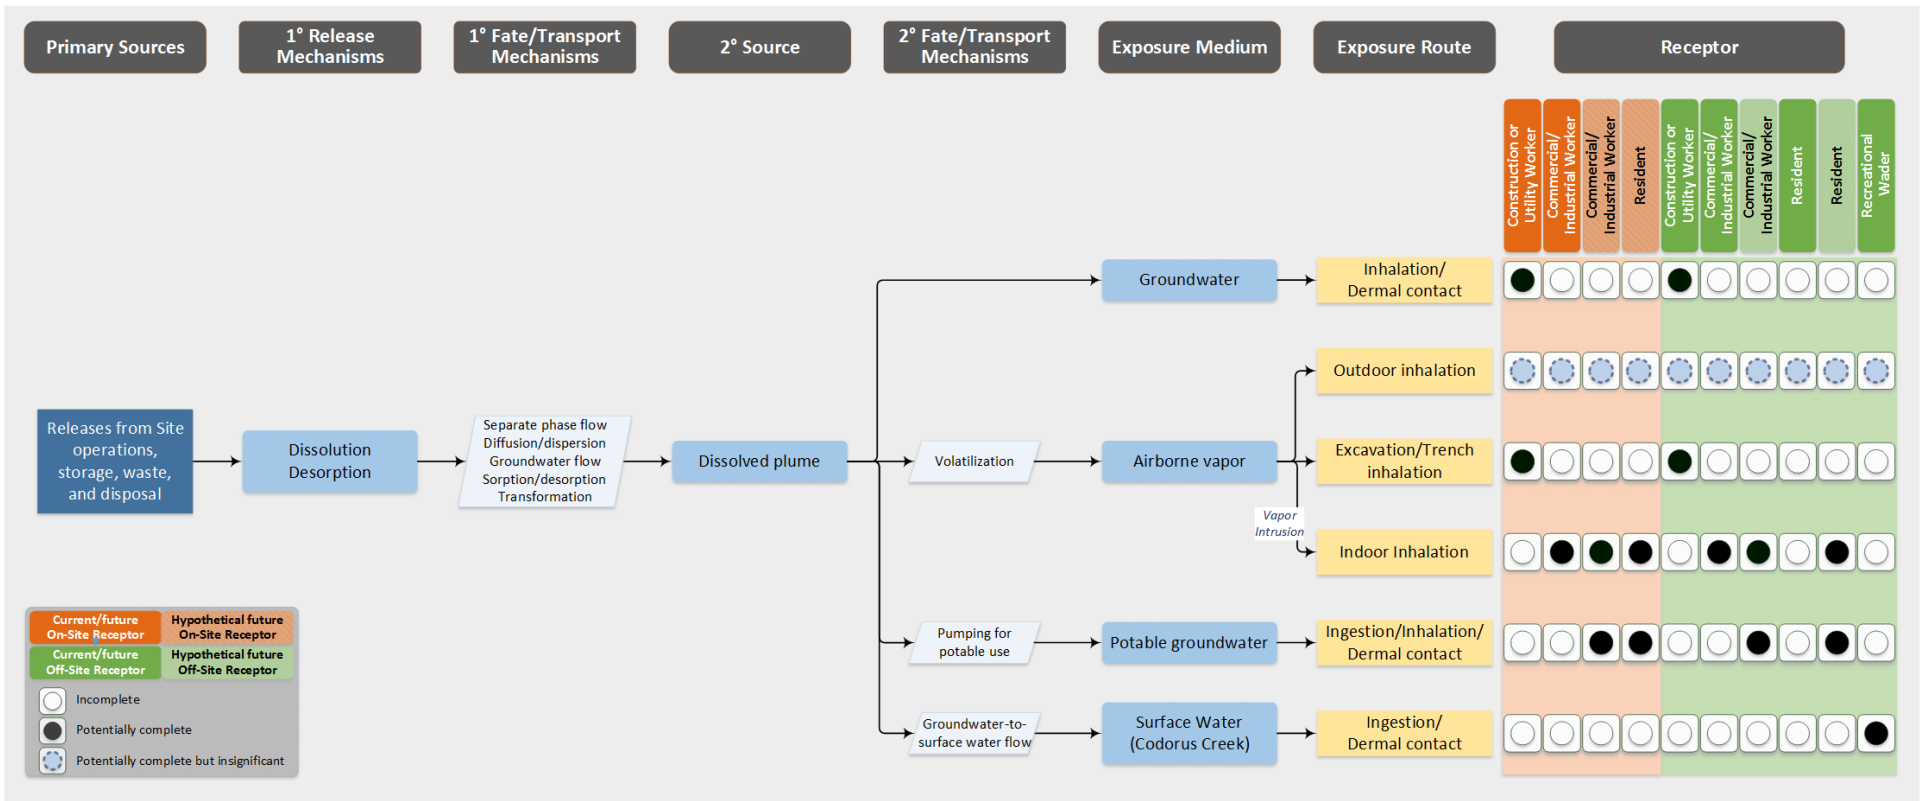 Primary Sources
1° Release
Mechanisms
1° Fate/Transport
Mechanisms
2° Source
2° Fate/Transport
Mechanisms
Exposure Medium
Exposure Route
Receptor
Construction or
Utility Worker
Commercial/
Industrial Worker
Commercial/
Industrial Worker
Resident
Construction or
Utility Worker
Commercial/
Industrial Worker
Commercial/
Industrial Worker
Resident
Resident
Recreational
Wader
Groundwater
Inhalation/
Dermal contact
Outdoor inhalation
Releases from Site
operations,
storage, waste,
and disposal
Dissolution
Desorption
Separate phase flow
Diffusion/dispersion
Groundwater flow
Sorption/desorption
Transformation
Dissolved plume
Volatilization
Airborne vapor
Excavation/Trench
inhalation
Vapor
Intrusion
Indoor Inhalation
Pumping for
potable use
Potable groundwater
Ingestion/Inhalation/
Dermal contact
Groundwater-to-
surface water flow
Surface Water
(Codorus Creek)
Ingestion/
Dermal contact
Current/future
On-Site Receptor
Hypothetical future
On-Site Receptor
Current/future
Off-Site Receptor
Hypothetical future
Off-Site Receptor
Incomplete
Potentially complete
Potentially complete but insignificant